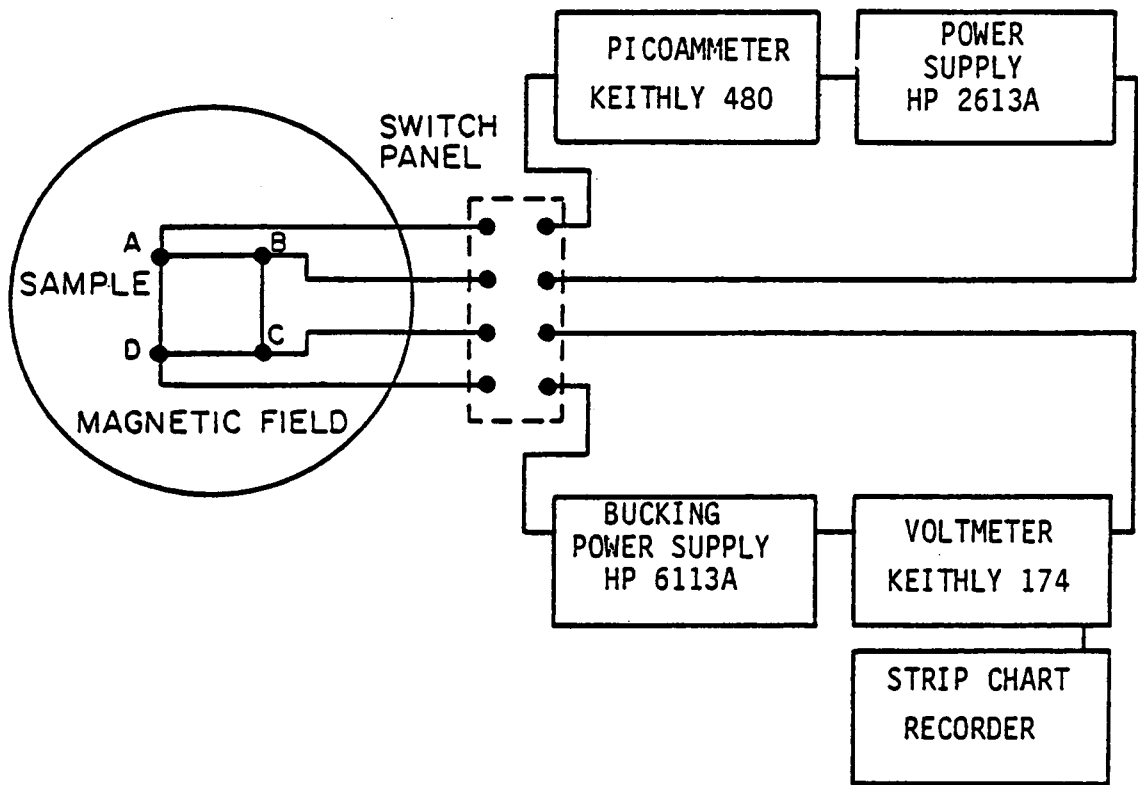 PICOAMMETER
KEITHLY 480
POWER
SUPPLY
HP 2613A
SWITCH
PANEL
A
B
SAMPLE
D
C
MAGNETIC FIELD
BUCKING
POWER SUPPLY
HP 6113A
VOLTMETER
KEITHLY 174
STRIP CHART
RECORDER